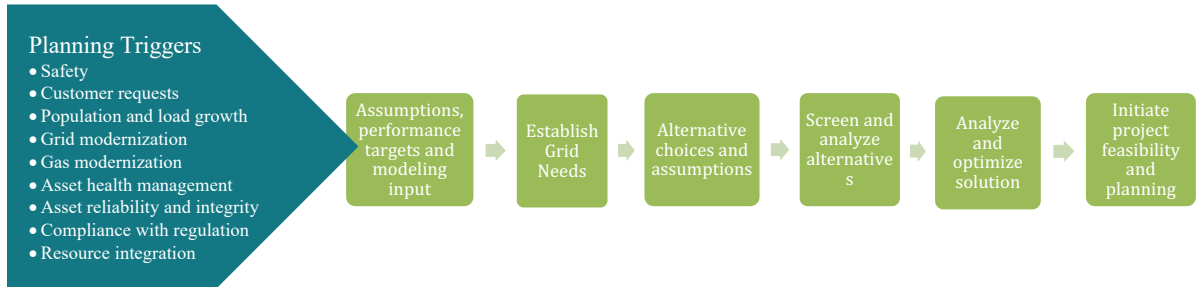 Planning Triggers
• Safety
• Customer requests
• Population and load growth
• Grid modernization
• Gas modernization
• Asset health management
• Asset reliability and integrity
• Compliance with regulation
• Resource integration
Assumptions,
performance
targets and
modeling
input
Establish
Grid
Needs
Alternative
choices and
assumptions
Screen and
analyze
alternative
s
Analyze
and
optimize
solution
Initiate
project
feasibility
and
planning